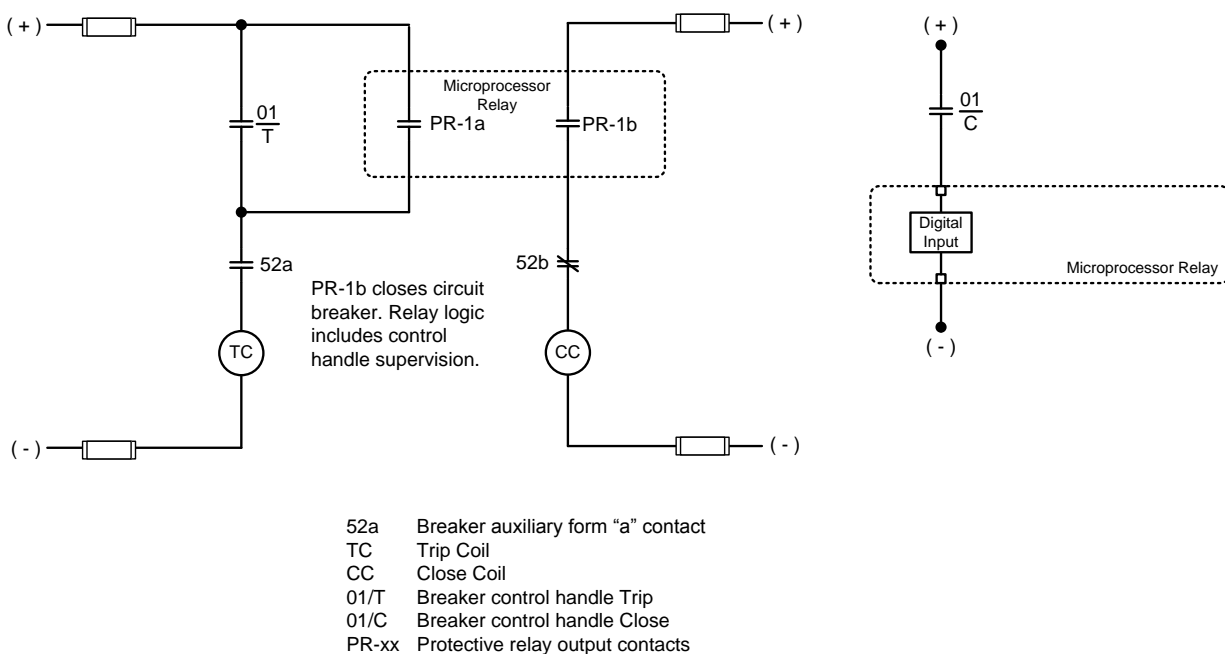 ( + )
01
T
Microprocessor
Relay
PR-1a
PR-1b
( + )
52a
TC
PR-1b closes circuit
breaker. Relay logic
includes control
handle supervision.
52b
CC
( - )
( - )
( + )
01
C
Digital
Input
Microprocessor Relay
( - )
52a Breaker auxiliary form “a” contact
TC Trip Coil
CC Close Coil
01/T Breaker control handle Trip
01/C Breaker control handle Close
PR-xx Protective relay output contacts